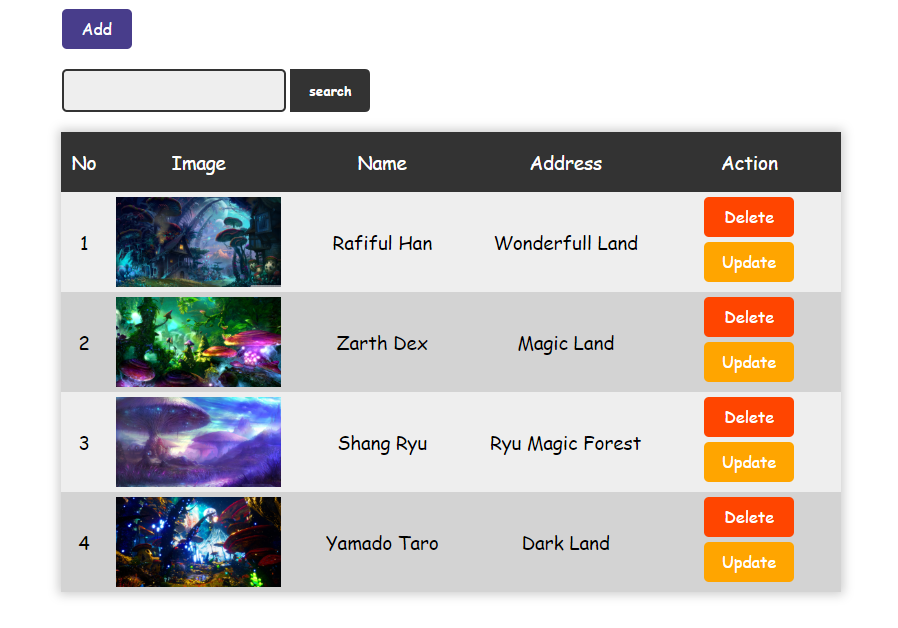 Add
search
No Image Name Address Action
1 Rafiful Han Wonderfull Land Delete
Update
2 Zarth Dex Magic Land Delete
Update
3 Shang Ryu Ryu Magic Forest Delete
Update
4 Yamado Taro Dark Land Delete
Update